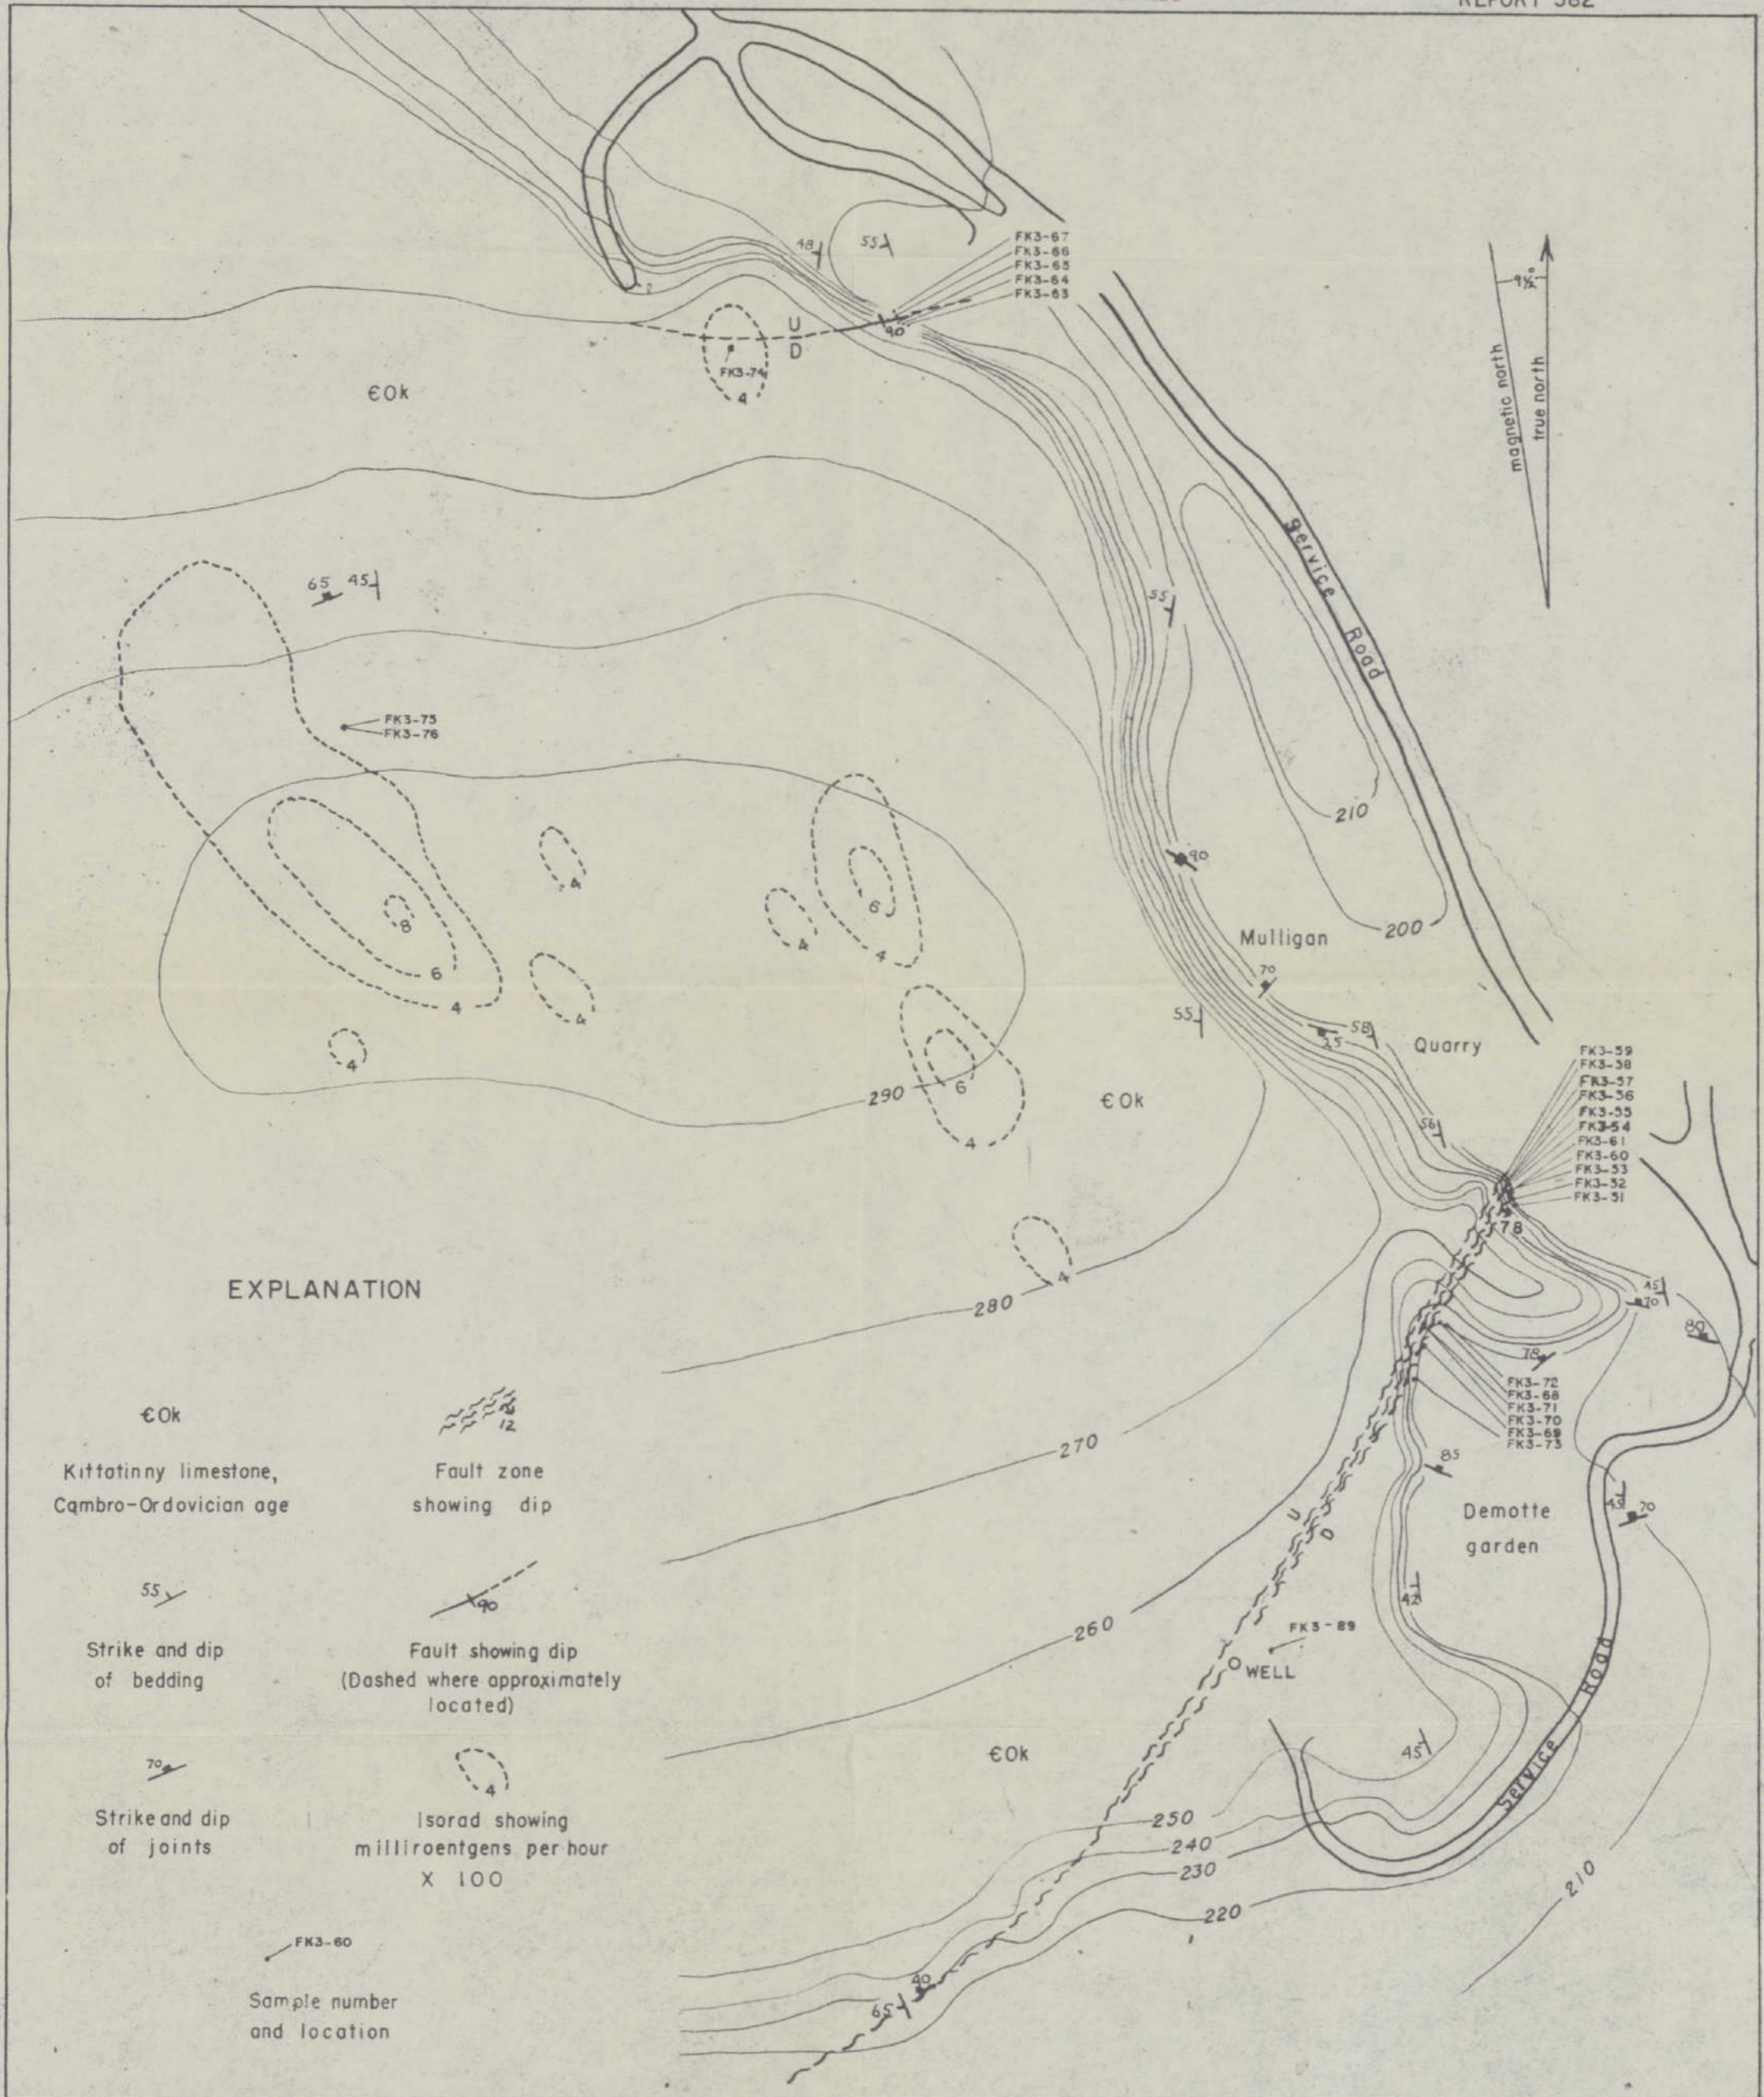 REPORT 382
FK3-67
FK3-66
FK3-65
FK3-64
FK3-63
48
55
90
9½°
magnetic north
true north
U
D
FK3-74
4
€Ok
Service Road
65 45
55
FK3-75
FK3-76
210
90
4
6
4
8
6
4
4
4
4
Mulligan
200
70
55
58
25
Quarry
290
6
4
€Ok
56
FK3-59
FK3-58
FK3-57
FK3-56
FK3-55
FK3-54
FK3-61
FK3-60
FK3-53
FK3-52
FK3-51
78
4
280
45
70
80
78
FK3-72
FK3-68
FK3-71
FK3-70
FK3-69
FK3-73
270
85
Demotte
garden
45
70
U
D
42
260
FK3-89
WELL
Service Road
45
€Ok
250
240
230
220
210
40
65
EXPLANATION
€Ok
Kittatinny limestone,
Cambro-Ordovician age
12
Fault zone
showing dip
55
Strike and dip
of bedding
90
Fault showing dip
(Dashed where approximately
located)
70
Strike and dip
of joints
4
Isorad showing
milliroentgens per hour
X 100
FK3-60
Sample number
and location